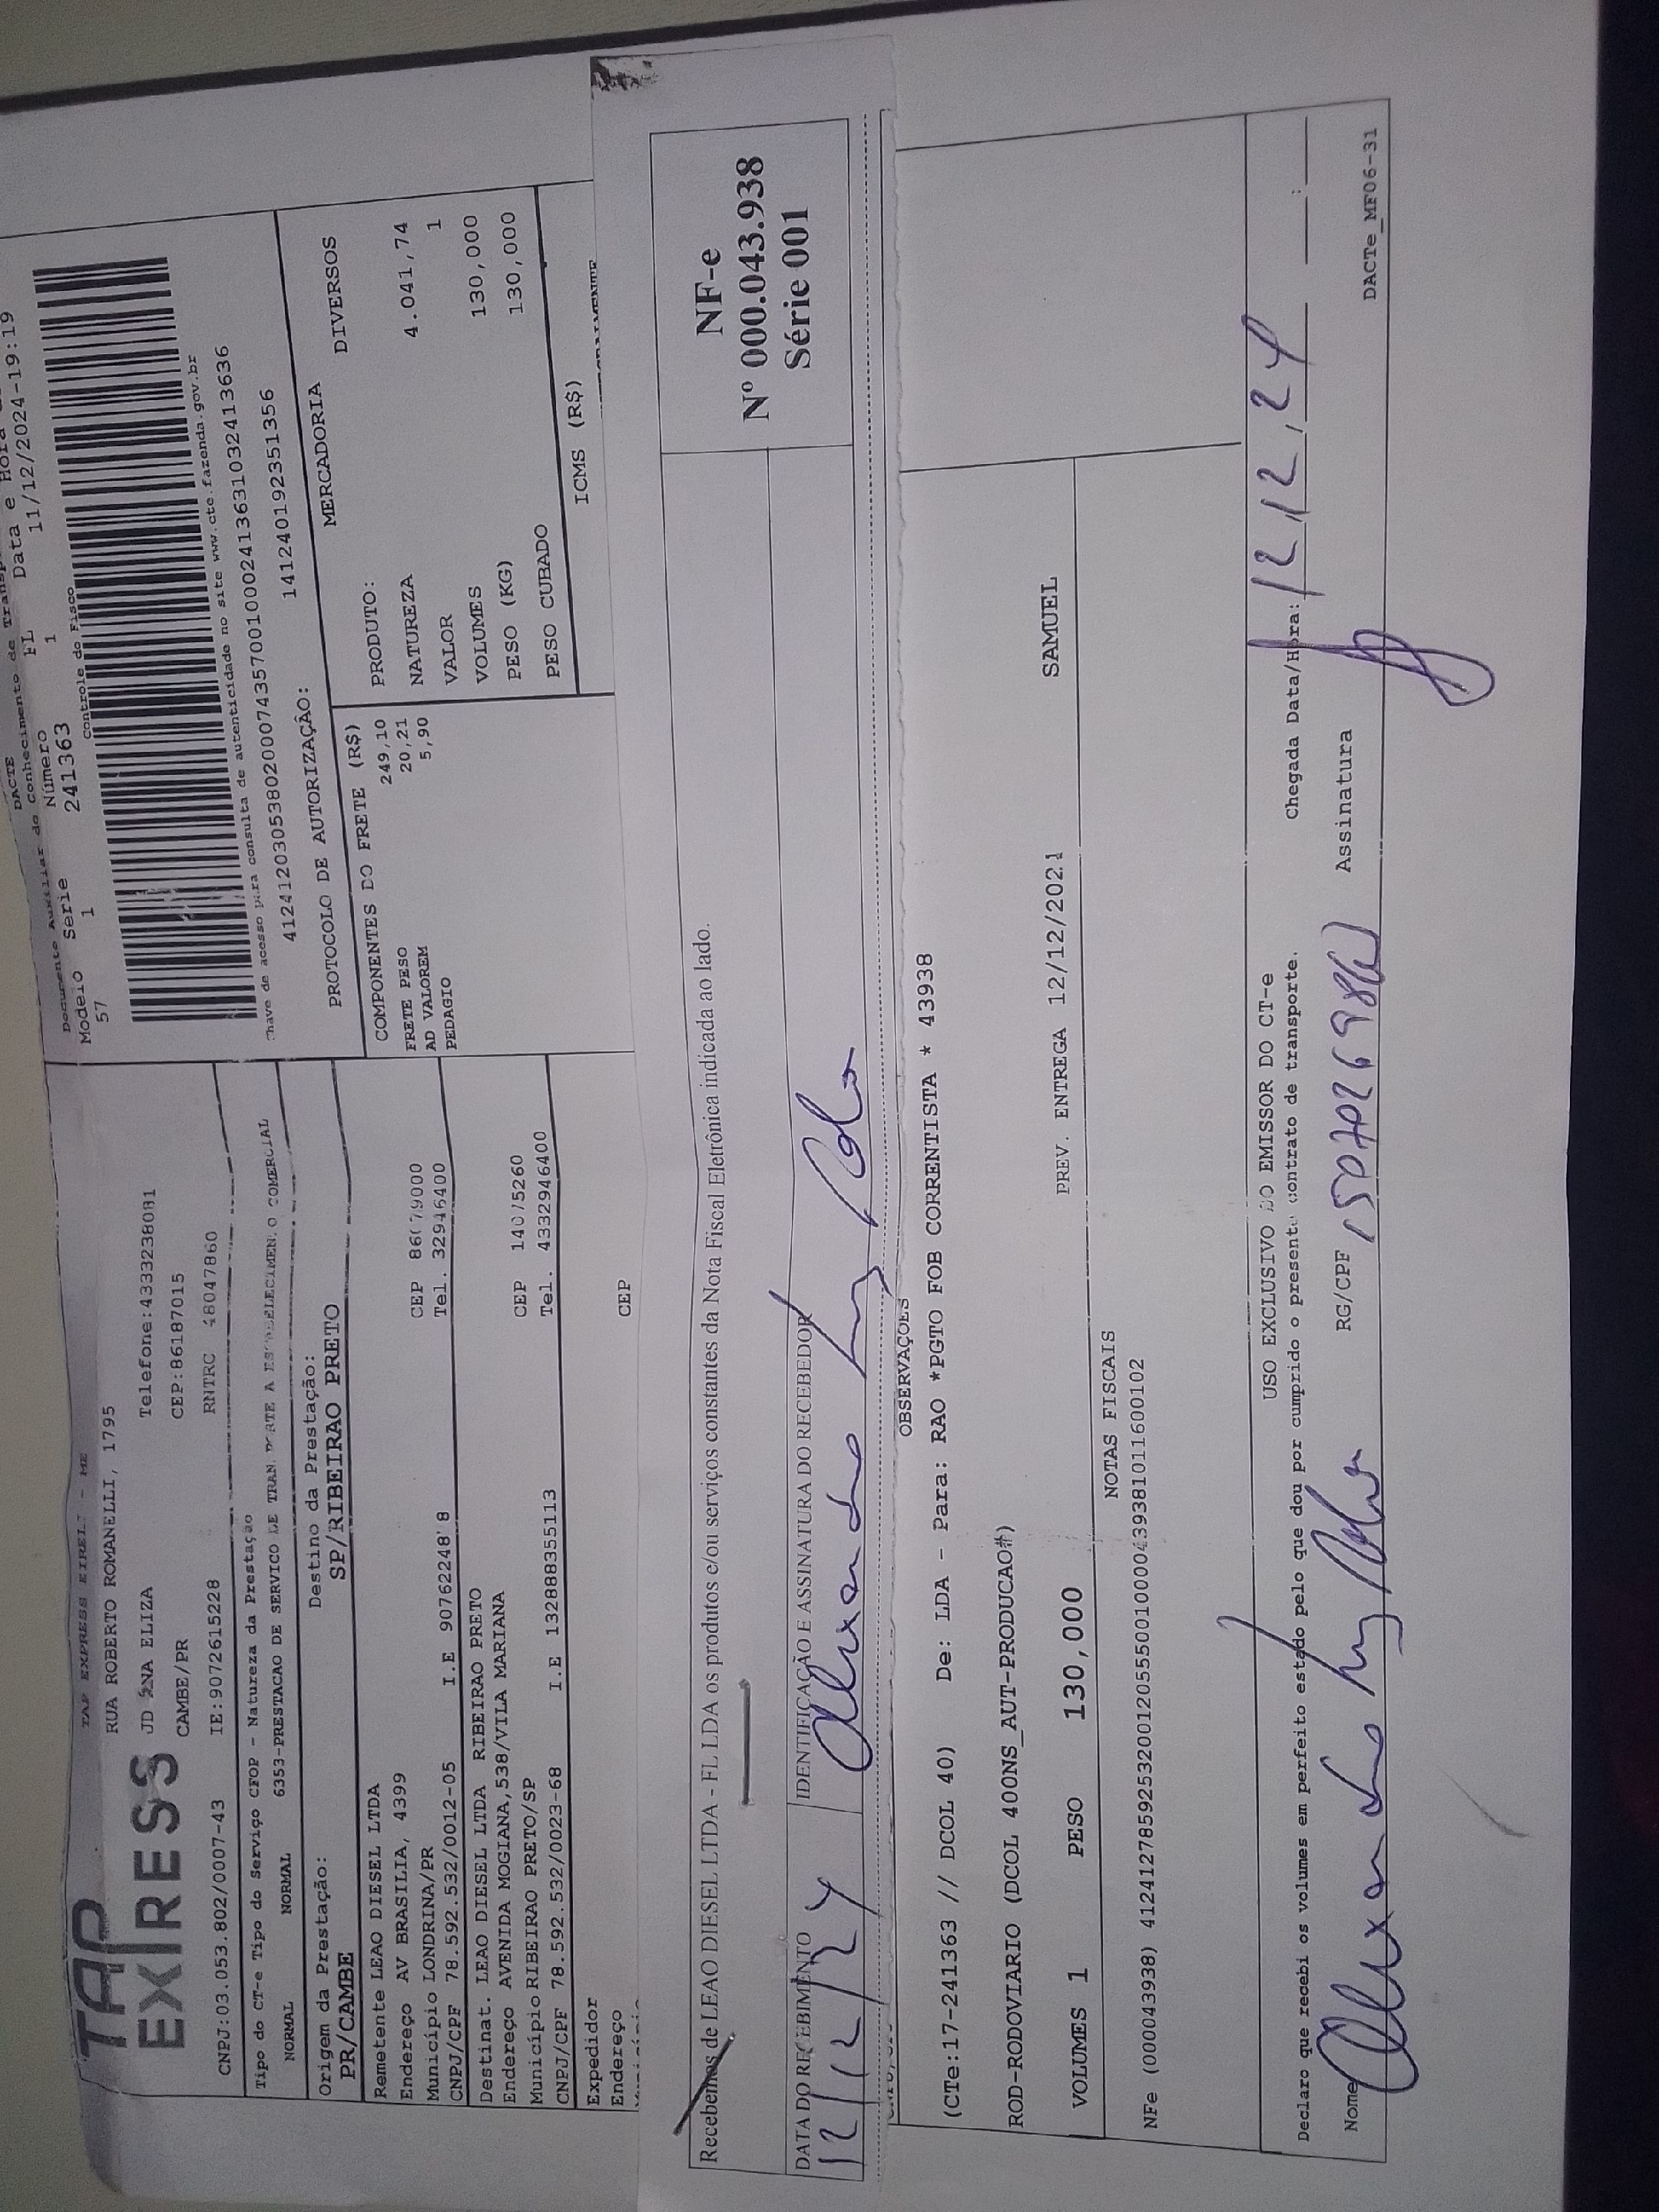 TAP
EXPRESS
TAP EXPRESS EIRELI - ME
RUA ROBERTO ROMANELLI, 1795
JD ANA ELIZA Telefone:4333238081
CAMBE/PR CEP:86187015
CNPJ:03.053.802/0007-43 IE:9072615228 RNTRC 48047860
Tipo do CT-e Tipo do Serviço CFOP - Natureza da Prestação
NORMAL NORMAL 6353-PRESTACAO DE SERVICO DE TRAN. PARTE A ESTABELECIMENTO COMERCIAL
Origem da Prestação: Destino da Prestação:
PR/CAMBE SP/RIBEIRAO PRETO
Remetente LEAO DIESEL LTDA
Endereço AV BRASILIA, 4399 CEP 86079000
Município LONDRINA/PR Tel. 32946400
CNPJ/CPF 78.592.532/0012-05 I.E
Destinat. LEAO DIESEL LTDA RIBEIRAO PRETO
Endereço AVENIDA MOGIANA,538/VILA MARIANA CEP 14075260
Município RIBEIRAO PRETO/SP Tel. 4332946400
CNPJ/CPF 78.592.532/0023-68 I.E 132888355113
Expedidor
Endereço CEP
DACTE
Documento Auxiliar do Conhecimento de
Modelo Serie Número FL Data e Hora
57 1 241363 1 11/12/2024-19:19
Controle do Fisco
Chave de acesso para consulta de autenticidade no site www.cte.fazenda.gov.br
41241203053802000743570010002413631032413636
PROTOCOLO DE AUTORIZAÇÃO: 141240192351356
COMPONENTES DO FRETE (R$)
FRETE PESO 249,10
AD VALOREM 20,21
PEDAGIO 5,90
MERCADORIA
PRODUTO: DIVERSOS
NATUREZA
VALOR 4.041,74
VOLUMES 1
PESO (KG) 130,000
PESO CUBADO 130,000
ICMS (R$)
Recebemos de LEAO DIESEL LTDA - FL LDA os produtos e/ou serviços constantes da Nota Fiscal Eletrônica indicada ao lado.
NF-e
Nº 000.043.938
Série 001
DATA DO RECEBIMENTO IDENTIFICAÇÃO E ASSINATURA DO RECEBEDOR
12/12/24 Alexandre
OBSERVAÇÕES
(CTe:17-241363 // DCOL 40) De: LDA - Para: RAO *PGTO FOB CORRENTISTA * 43938
ROD-RODOVIARIO (DCOL 400NS_AUT-PRODUCAO#)
VOLUMES 1 PESO 130,000 PREV. ENTREGA 12/12/2021 SAMUEL
NOTAS FISCAIS
NFe (000043938) 41241278592532001205550010000439381011600102
USO EXCLUSIVO DO EMISSOR DO CT-e
Declaro que recebi os volumes em perfeito estado pelo que dou por cumprido o presente contrato de transporte. Chegada Data/Hora: 12,12,24 :
Nome Alexandre RG/CPF Assinatura
DACTe_MF06-31